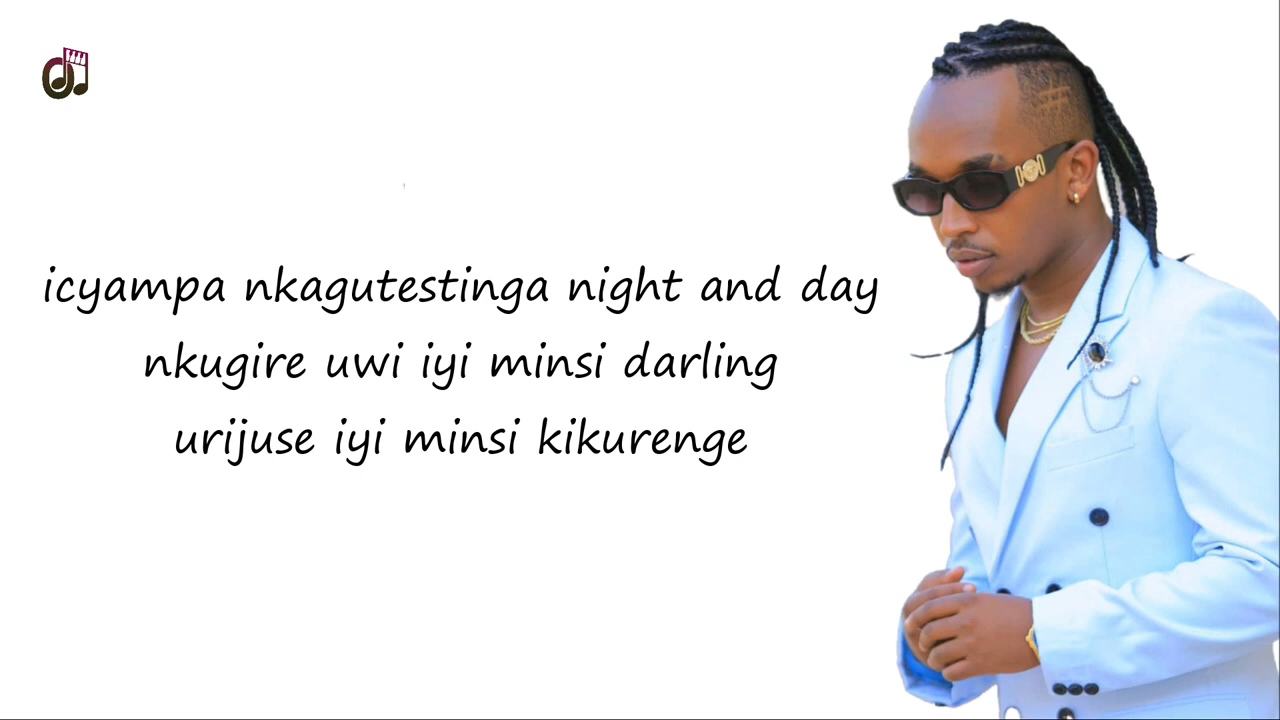 icyampa nkagutestinga night and day
nkugire uwi iyi minsi darling
urijuse iyi minsi kikurenge